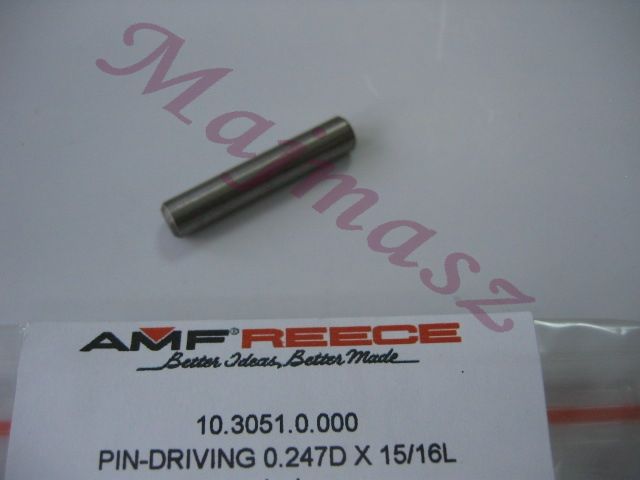 Majmasz
AMF REECE
Better Ideas, Better Made
10.3051.0.000
PIN-DRIVING 0.247D X 15/16L